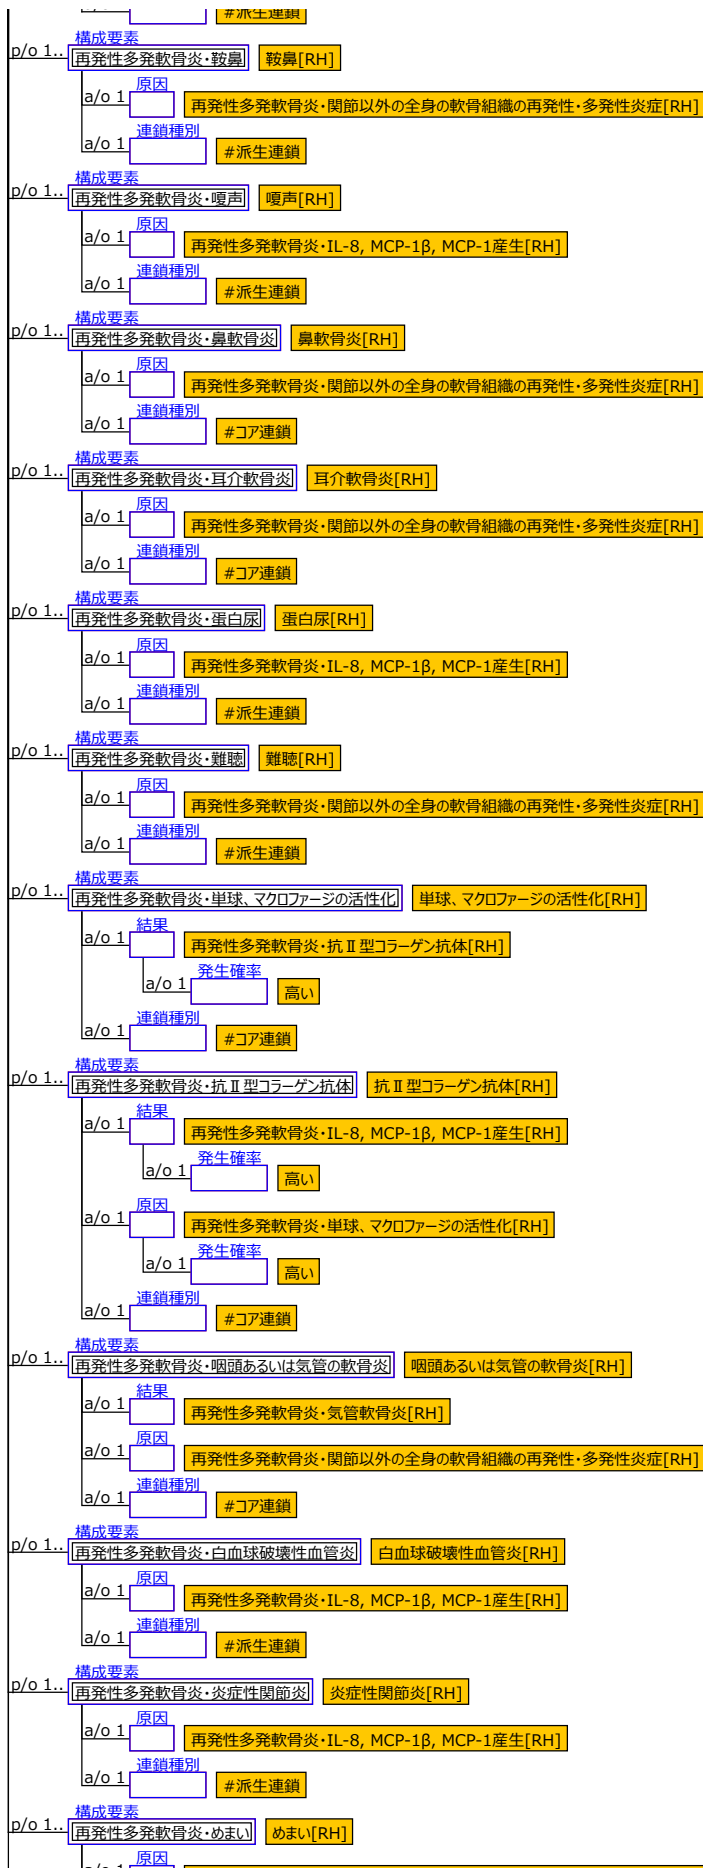 #派生連鎖
構成要素
p/o 1.. 再発性多発軟骨炎・鞍鼻 鞍鼻[RH]
原因
a/o 1 再発性多発軟骨炎・関節以外の全身の軟骨組織の再発性・多発性炎症[RH]
連鎖種別
a/o 1 #派生連鎖
構成要素
p/o 1.. 再発性多発軟骨炎・嗄声 嗄声[RH]
原因
a/o 1 再発性多発軟骨炎・IL-8, MCP-1β, MCP-1産生[RH]
連鎖種別
a/o 1 #派生連鎖
構成要素
p/o 1.. 再発性多発軟骨炎・鼻軟骨炎 鼻軟骨炎[RH]
原因
a/o 1 再発性多発軟骨炎・関節以外の全身の軟骨組織の再発性・多発性炎症[RH]
連鎖種別
a/o 1 #コア連鎖
構成要素
p/o 1.. 再発性多発軟骨炎・耳介軟骨炎 耳介軟骨炎[RH]
原因
a/o 1 再発性多発軟骨炎・関節以外の全身の軟骨組織の再発性・多発性炎症[RH]
連鎖種別
a/o 1 #コア連鎖
構成要素
p/o 1.. 再発性多発軟骨炎・蛋白尿 蛋白尿[RH]
原因
a/o 1 再発性多発軟骨炎・IL-8, MCP-1β, MCP-1産生[RH]
連鎖種別
a/o 1 #派生連鎖
構成要素
p/o 1.. 再発性多発軟骨炎・難聴 難聴[RH]
原因
a/o 1 再発性多発軟骨炎・関節以外の全身の軟骨組織の再発性・多発性炎症[RH]
連鎖種別
a/o 1 #派生連鎖
構成要素
p/o 1.. 再発性多発軟骨炎・単球、マクロファージの活性化 単球、マクロファージの活性化[RH]
結果
a/o 1 再発性多発軟骨炎・抗Ⅱ型コラーゲン抗体[RH]
発生確率
a/o 1 高い
連鎖種別
a/o 1 #コア連鎖
構成要素
p/o 1.. 再発性多発軟骨炎・抗Ⅱ型コラーゲン抗体 抗Ⅱ型コラーゲン抗体[RH]
結果
a/o 1 再発性多発軟骨炎・IL-8, MCP-1β, MCP-1産生[RH]
発生確率
a/o 1 高い
原因
a/o 1 再発性多発軟骨炎・単球、マクロファージの活性化[RH]
発生確率
a/o 1 高い
連鎖種別
a/o 1 #コア連鎖
構成要素
p/o 1.. 再発性多発軟骨炎・咽頭あるいは気管の軟骨炎 咽頭あるいは気管の軟骨炎[RH]
結果
a/o 1 再発性多発軟骨炎・気管軟骨炎[RH]
原因
a/o 1 再発性多発軟骨炎・関節以外の全身の軟骨組織の再発性・多発性炎症[RH]
連鎖種別
a/o 1 #コア連鎖
構成要素
p/o 1.. 再発性多発軟骨炎・白血球破壊性血管炎 白血球破壊性血管炎[RH]
原因
a/o 1 再発性多発軟骨炎・IL-8, MCP-1β, MCP-1産生[RH]
連鎖種別
a/o 1 #派生連鎖
構成要素
p/o 1.. 再発性多発軟骨炎・炎症性関節炎 炎症性関節炎[RH]
原因
a/o 1 再発性多発軟骨炎・IL-8, MCP-1β, MCP-1産生[RH]
連鎖種別
a/o 1 #派生連鎖
構成要素
p/o 1.. 再発性多発軟骨炎・めまい めまい[RH]
原因
a/o 1